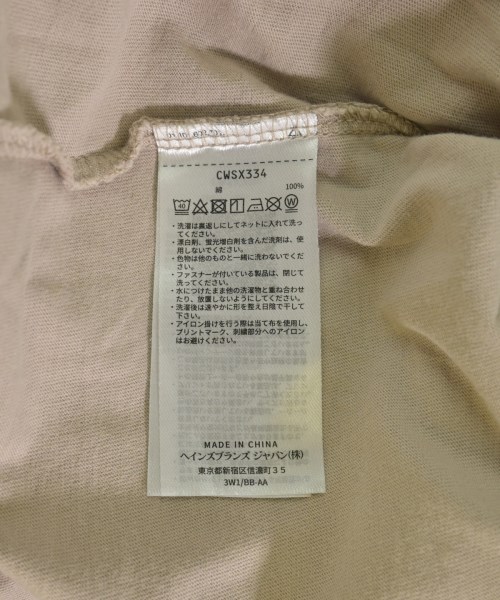 CWSX334
綿 100%
40
・洗濯は裏返しにしてネットに入れて洗っ
てください。
・漂白剤、蛍光増白剤を含んだ洗剤は、使
用しないでください。
・色物は他のものと一緒に洗わないでくだ
さい。
・ファスナーが付いている製品は、閉じて
洗ってください。
・水につけたまま他の洗濯物と重ね合わせ
たり、放置しないようにしてください。
・洗濯後は速やかに形を整え日陰で干して
下さい。
・アイロン掛けを行う際は当て布を使用し、
プリントマーク、刺繍部分へのアイロン
はお避けください。
MADE IN CHINA
ヘインズブランズ ジャパン(株)
東京都新宿区信濃町３５
3W1/BB-AA